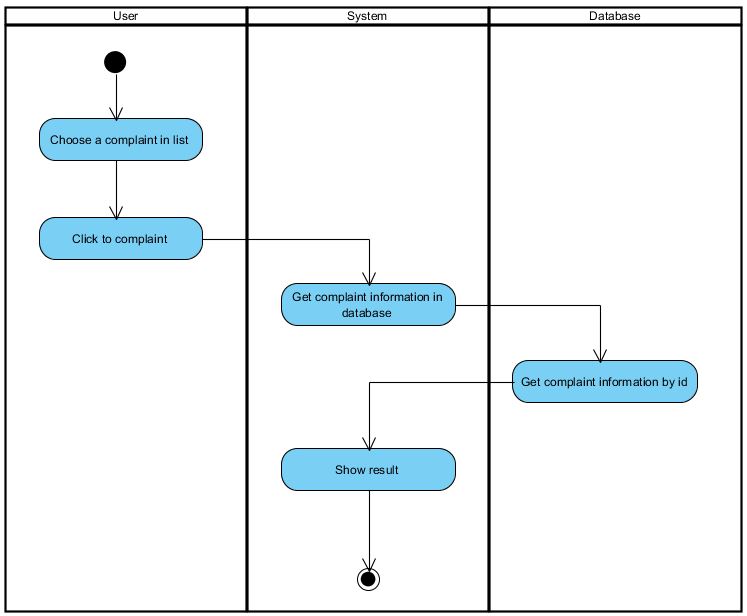 User
System
Database
Choose a complaint in list
Click to complaint
Get complaint information in
database
Get complaint information by id
Show result